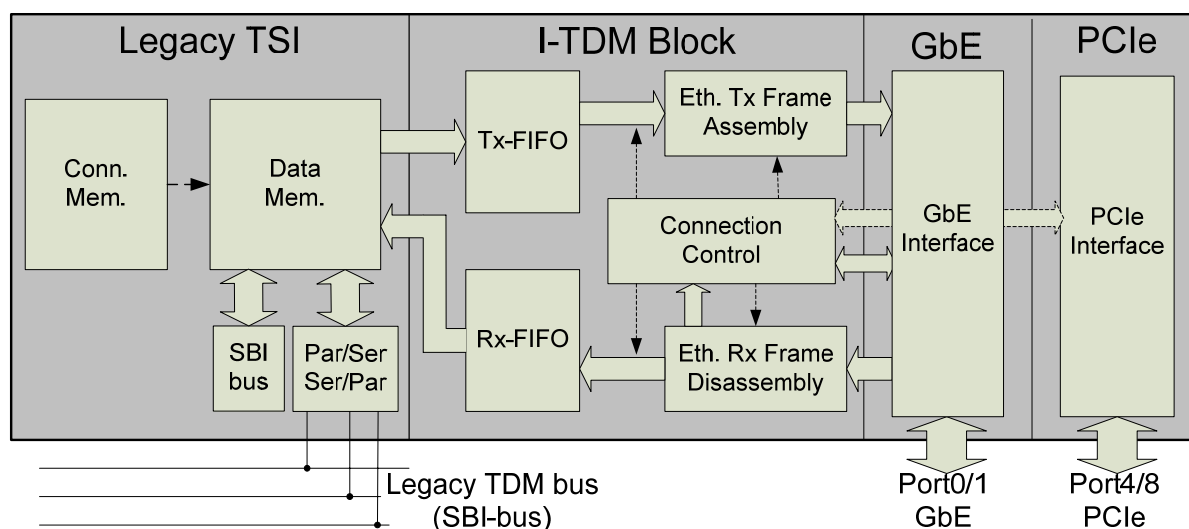 Legacy TSI
I-TDM Block
GbE
PCIe
Conn.
Mem.
Data
Mem.
Tx-FIFO
Eth. Tx Frame
Assembly
Connection
Control
GbE
Interface
PCIe
Interface
SBI
bus
Par/Ser
Ser/Par
Rx-FIFO
Eth. Rx Frame
Disassembly
Legacy TDM bus
(SBI-bus)
Port0/1
GbE
Port4/8
PCIe